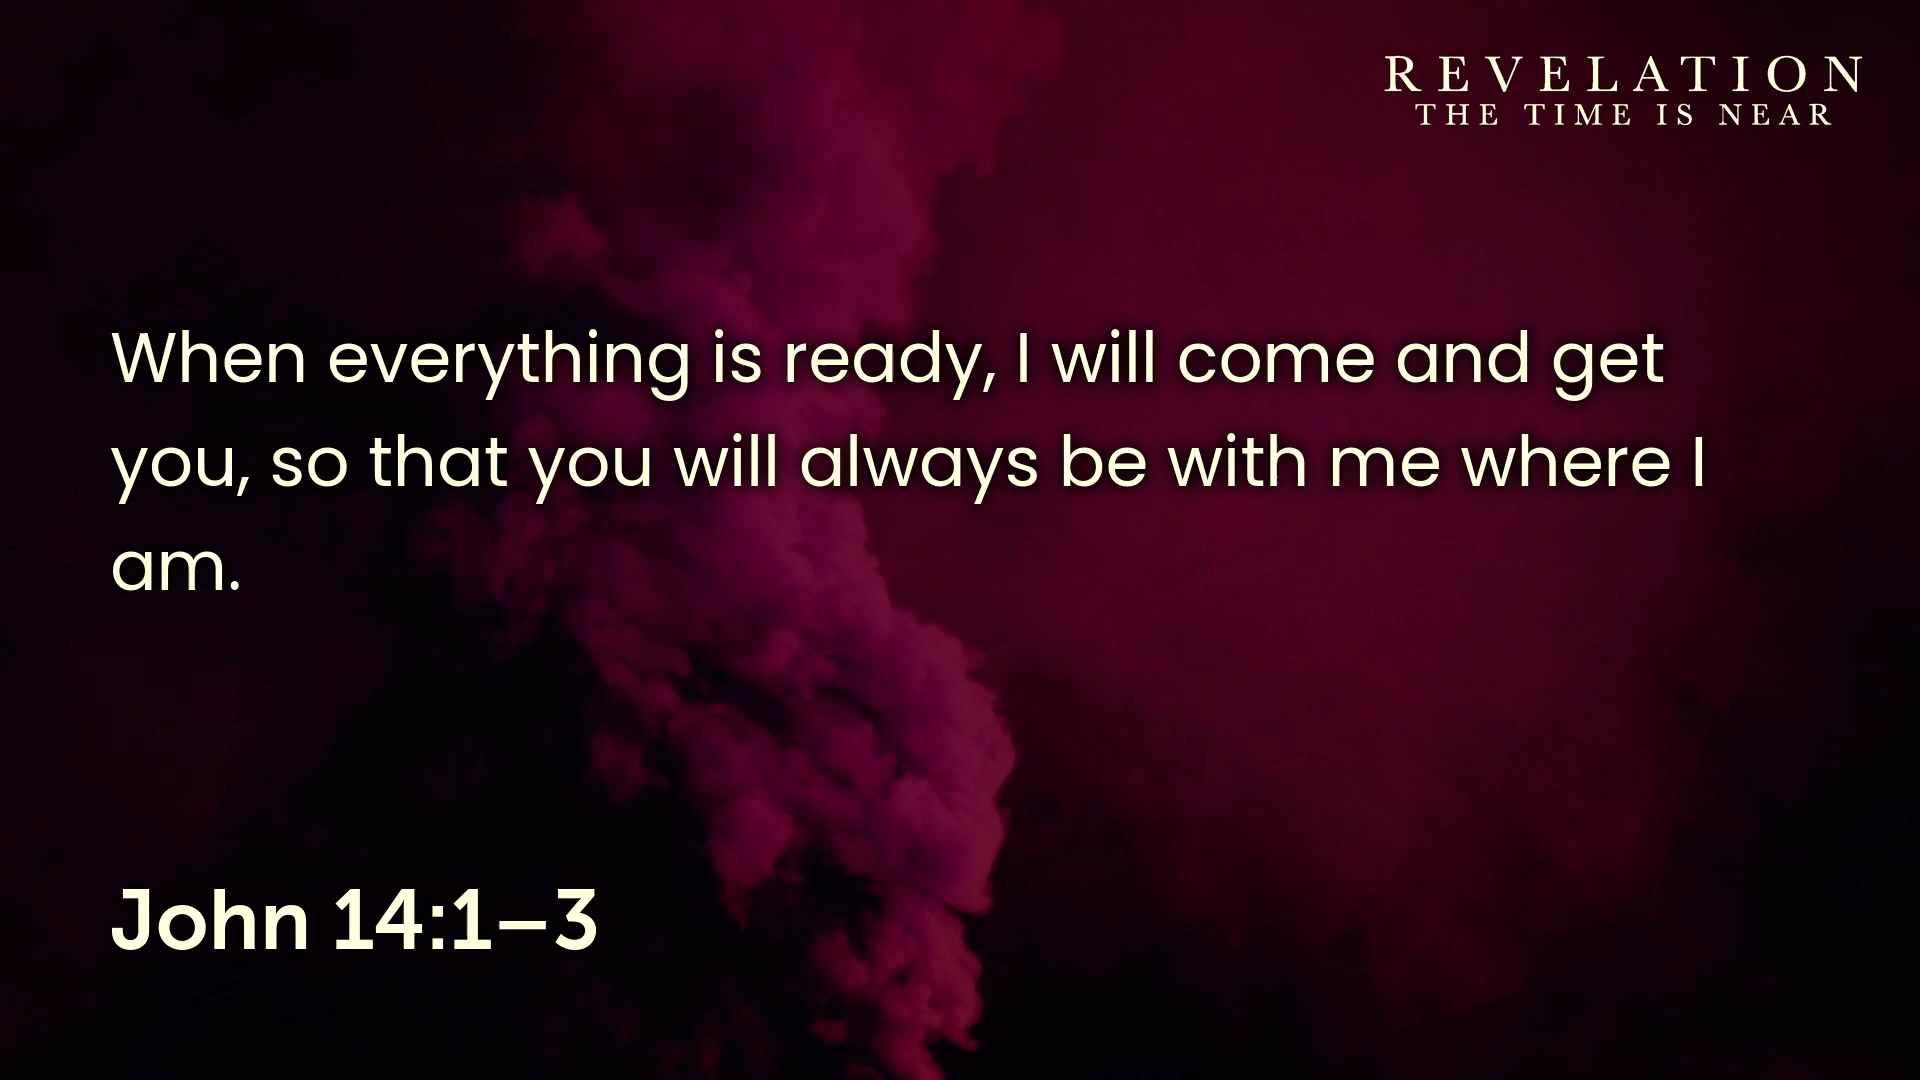 REVELATION
THE TIME IS NEAR
When everything is ready, I will come and get
you, so that you will always be with me where I
am.
John 14:1–3